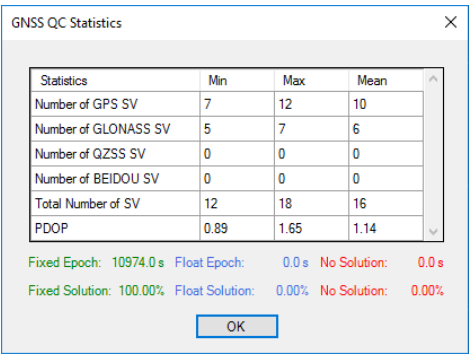 GNSS QC Statistics
Statistics Min Max Mean
Number of GPS SV 7 12 10
Number of GLONASS SV 5 7 6
Number of QZSS SV 0 0 0
Number of BEIDOU SV 0 0 0
Total Number of SV 12 18 16
PDOP 0.89 1.65 1.14
Fixed Epoch: 10974.0 s Float Epoch: 0.0 s No Solution: 0.0 s
Fixed Solution: 100.00% Float Solution: 0.00% No Solution: 0.00%
OK